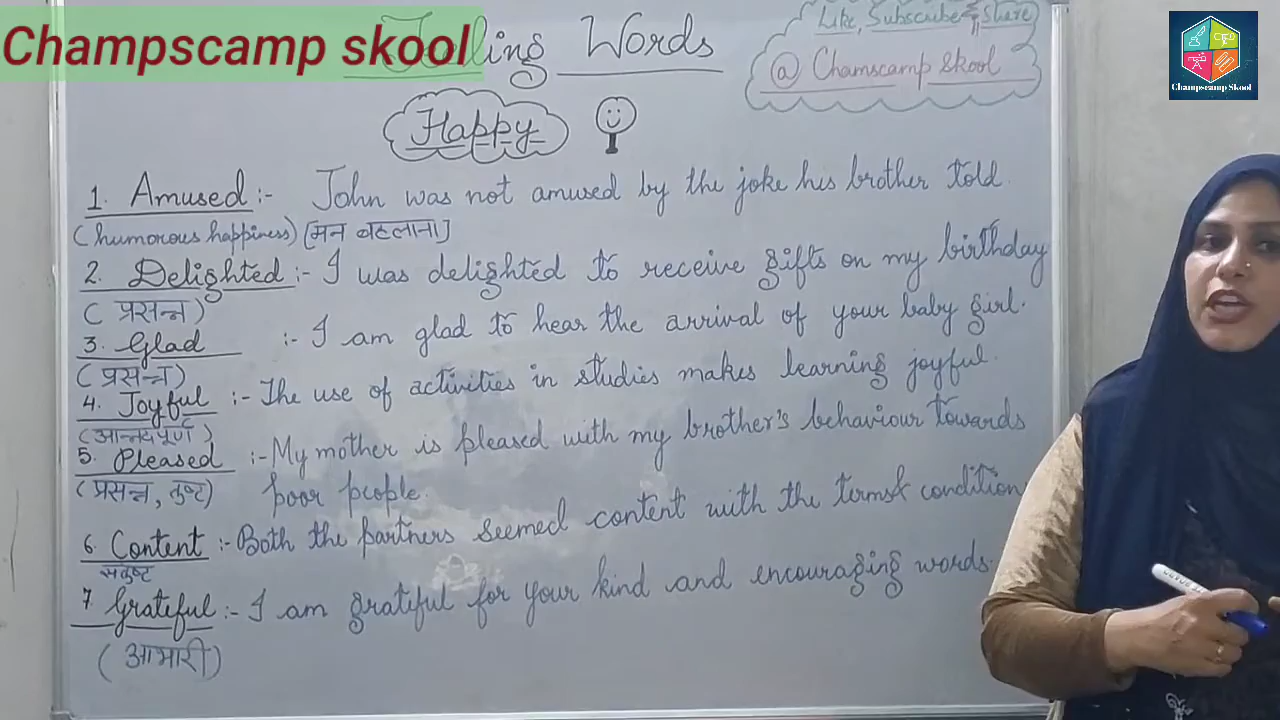 Champscamp skool
ling Words
Like, Subscribe & Share
@ Chamscamp Skool
Champscamp Skool
Happy
1. Amused :- John was not amused by the joke his brother told.
(humorous happiness) [मन बहलाना]
2. Delighted :- I was delighted to receive gifts on my birthday
(प्रसन्न)
3. Glad :- I am glad to hear the arrival of your baby girl.
(प्रसन्न)
4. Joyful :- The use of activities in studies makes learning joyful.
(आनन्दपूर्ण)
5. Pleased :- My mother is pleased with my brother's behaviour towards
(प्रसन्न, तुष्ट) poor people.
6. Content :- Both the partners seemed content with the terms & condition
संतुष्ट
7 Grateful :- I am grateful for your kind and encouraging words.
(आभारी)